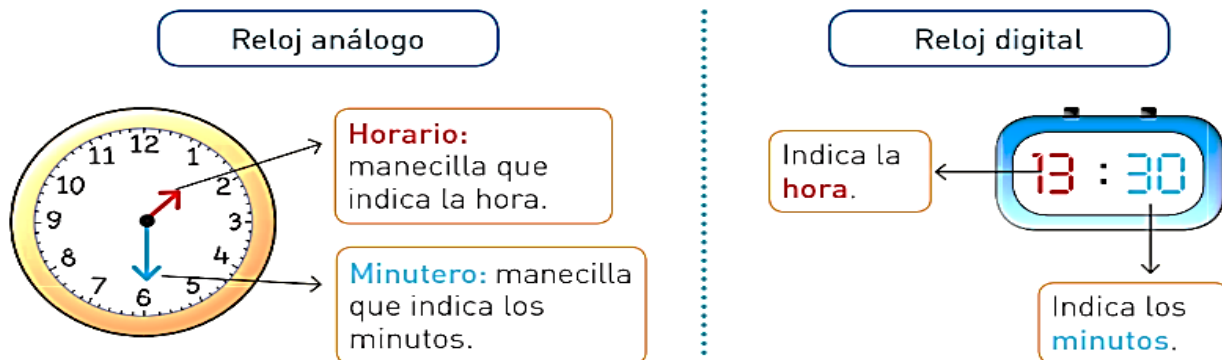 Reloj análogo
12
1
2
3
4
5
6
7
8
9
10
11
Horario:
manecilla que
indica la hora.
Minutero: manecilla
que indica los
minutos.
Reloj digital
Indica la
hora.
13 : 30
Indica los
minutos.